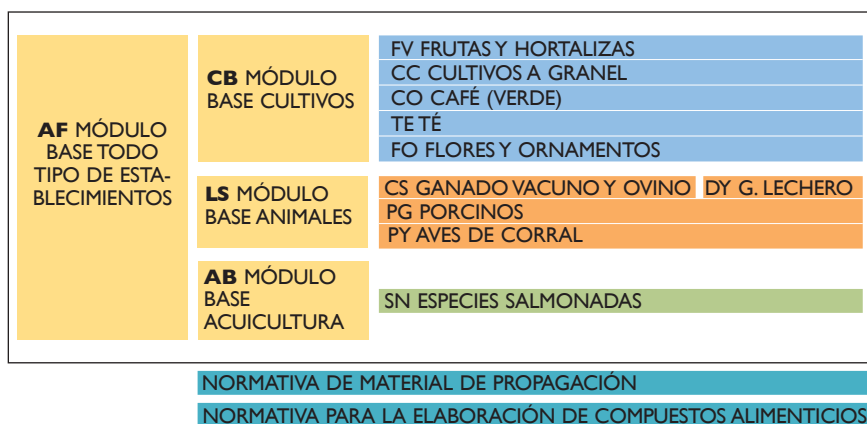 AF MÓDULO
BASE TODO
TIPO DE ESTA-
BLECIMIENTOS
CB MÓDULO
BASE CULTIVOS
FV FRUTAS Y HORTALIZAS
CC CULTIVOS A GRANEL
CO CAFÉ (VERDE)
TE TÉ
FO FLORES Y ORNAMENTOS
LS MÓDULO
BASE ANIMALES
CS GANADO VACUNO Y OVINO DY G. LECHERO
PG PORCINOS
PY AVES DE CORRAL
AB MÓDULO
BASE
ACUICULTURA
SN ESPECIES SALMONADAS
NORMATIVA DE MATERIAL DE PROPAGACIÓN
NORMATIVA PARA LA ELABORACIÓN DE COMPUESTOS ALIMENTICIOS